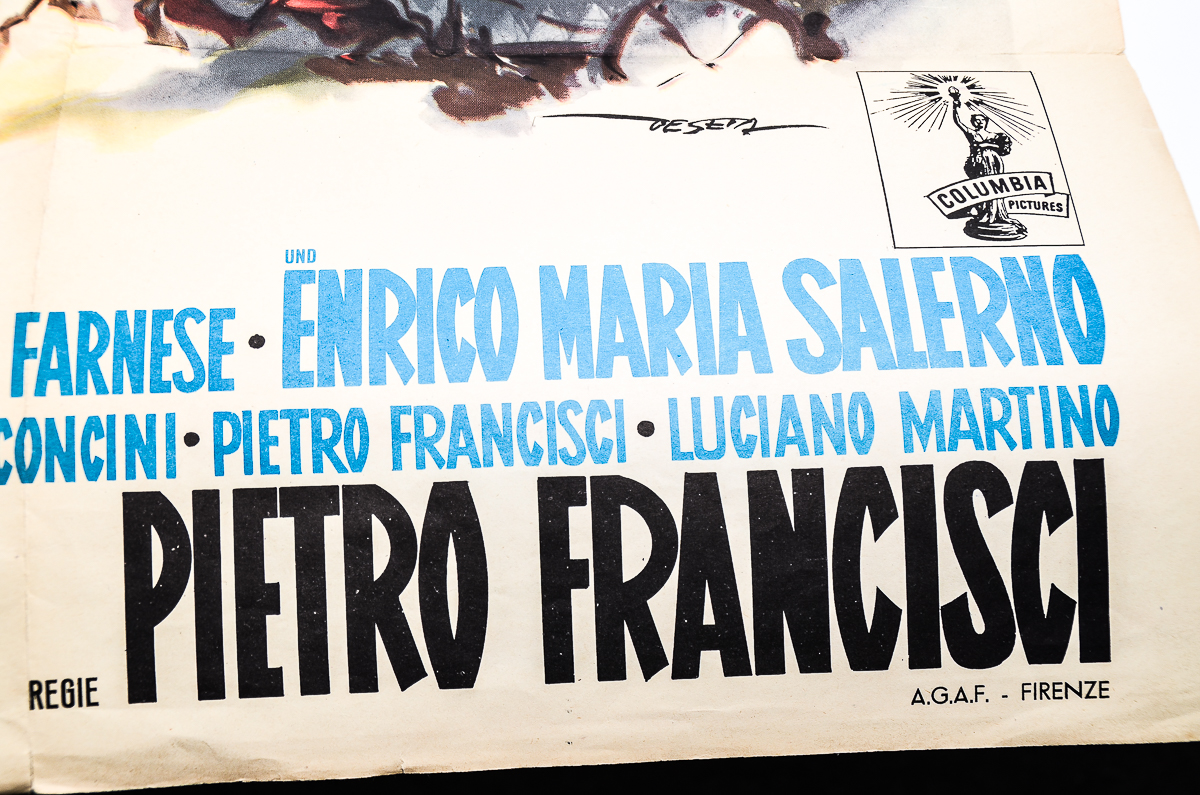 DESETA
COLUMBIA
PICTURES
UND
FARNESE • ENRICO MARIA SALERNO
CONCINI • PIETRO FRANCISCI • LUCIANO MARTINO
REGIE PIETRO FRANCISCI
A.G.A.F. - FIRENZE